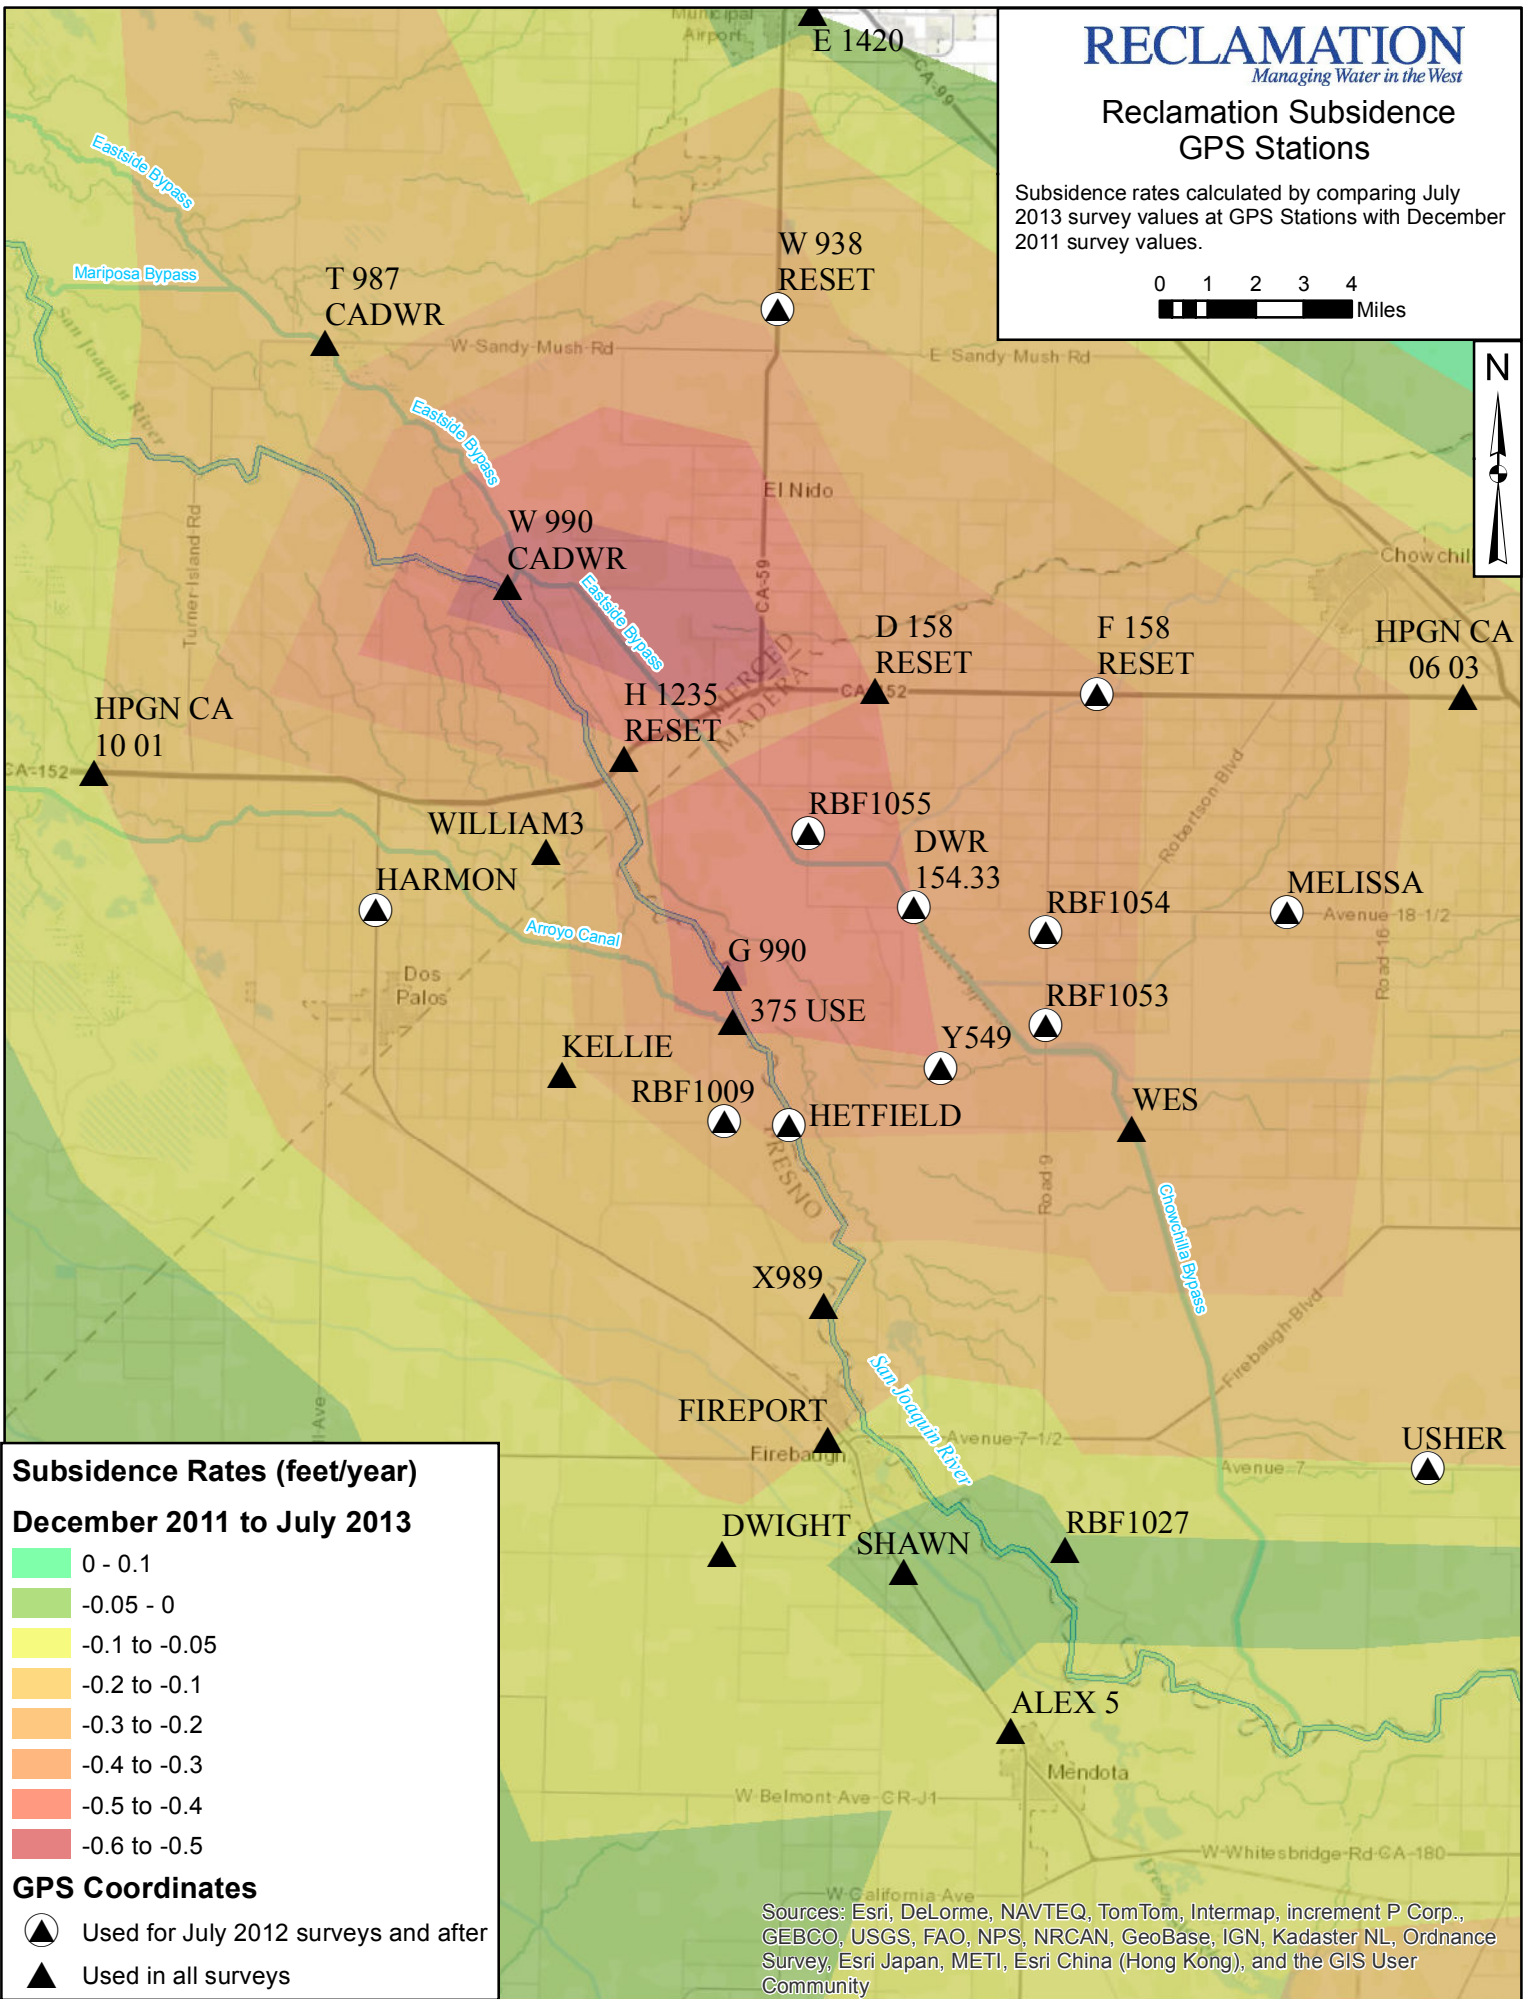 Municipal
Airport
E 1420
CA-99
RECLAMATION
Managing Water in the West
Reclamation Subsidence
GPS Stations
Subsidence rates calculated by comparing July
2013 survey values at GPS Stations with December
2011 survey values.
0 1 2 3 4
Miles
N
Eastside Bypass
Mariposa Bypass
San Joaquin River
T 987
CADWR
W 938
RESET
W-Sandy-Mush-Rd
E-Sandy-Mush-Rd
Eastside Bypass
El Nido
Turner-Island-Rd
W 990
CADWR
Eastside Bypass
CA-59
Chowchil
D 158
RESET
F 158
RESET
HPGN CA
06 03
MERCED
MADERA
CA-152
H 1235
RESET
HPGN CA
10 01
CA-152
Robertson-Blvd
RBF1055
WILLIAM3
DWR
154.33
HARMON
RBF1054
MELISSA
Avenue-18-1/2
Arroyo Canal
G 990
Dos
Palos
Road-16
375 USE
RBF1053
Y549
KELLIE
RBF1009
HETFIELD
WES
FRESNO
Road-9
Chowchilla Bypass
X989
Firebaugh-Blvd
San Joaquin River
FIREPORT
Firebaugh
Avenue-7-1/2
USHER
Avenue-7
DWIGHT
SHAWN
RBF1027
ALEX 5
Mendota
W-Belmont-Ave-CR-J1
W-Whitesbridge-Rd-CA-180
W-California-Ave
Subsidence Rates (feet/year)
December 2011 to July 2013
0 - 0.1
-0.05 - 0
-0.1 to -0.05
-0.2 to -0.1
-0.3 to -0.2
-0.4 to -0.3
-0.5 to -0.4
-0.6 to -0.5
GPS Coordinates
Used for July 2012 surveys and after
Used in all surveys
Sources: Esri, DeLorme, NAVTEQ, TomTom, Intermap, increment P Corp.,
GEBCO, USGS, FAO, NPS, NRCAN, GeoBase, IGN, Kadaster NL, Ordnance
Survey, Esri Japan, METI, Esri China (Hong Kong), and the GIS User
Community